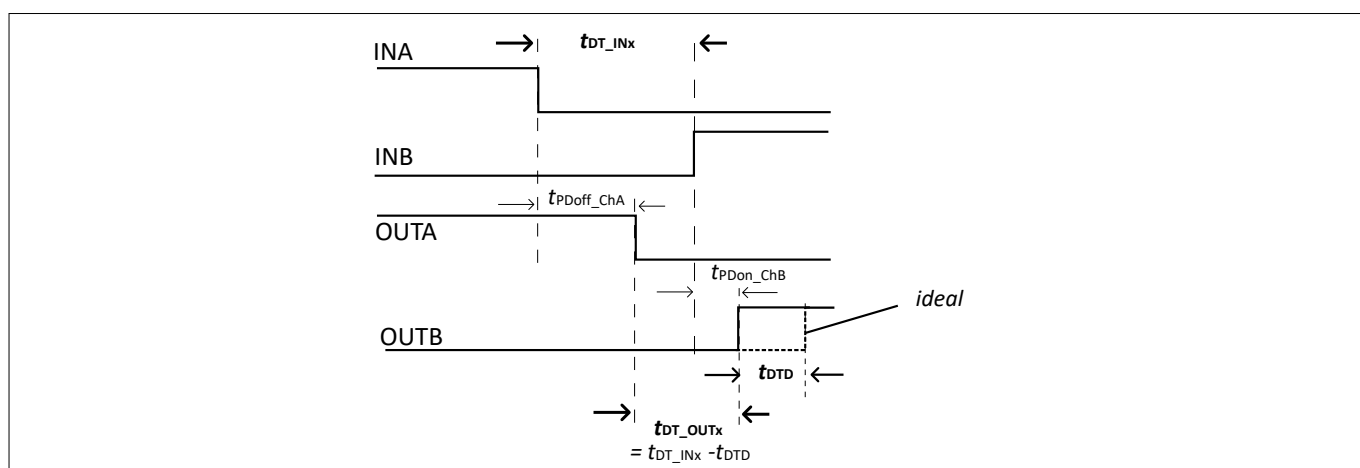 tDT_INx
INA
INB
tPDoff_ChA
OUTA
tPDon_ChB
ideal
OUTB
tDTD
tDT_OUTx
= tDT_INx -tDTD